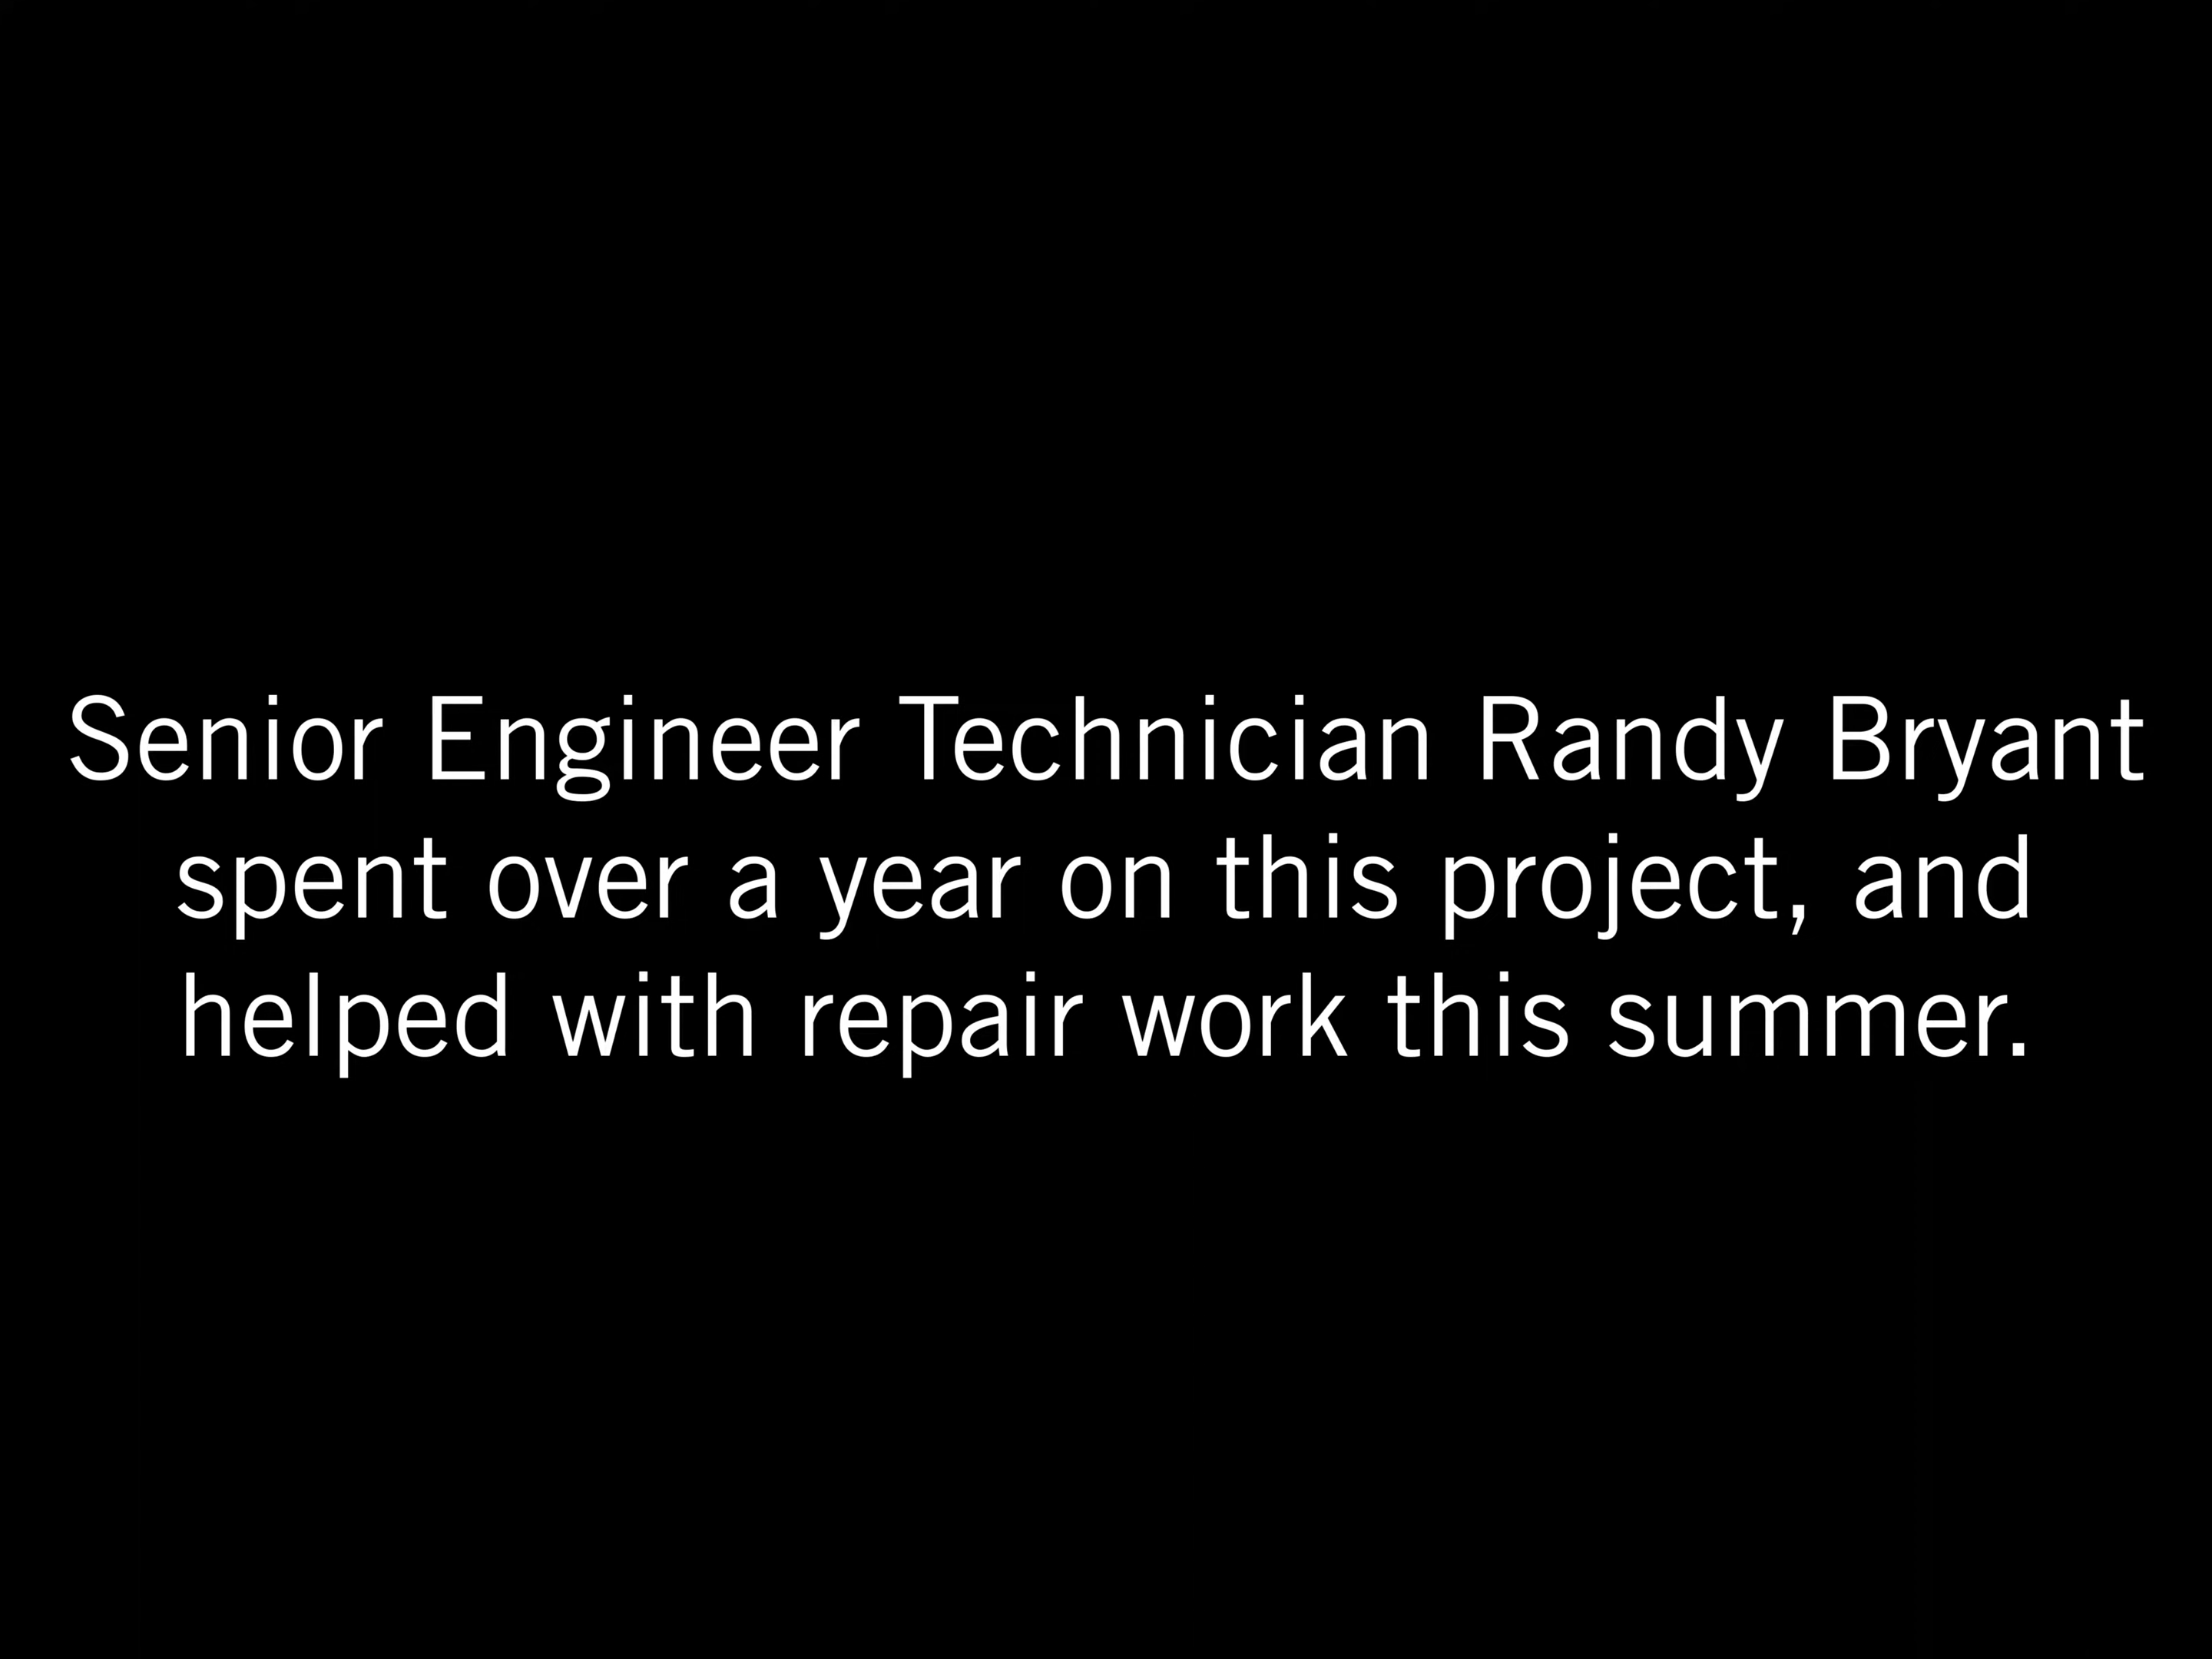 Senior Engineer Technician Randy Bryant
spent over a year on this project, and
helped with repair work this summer.